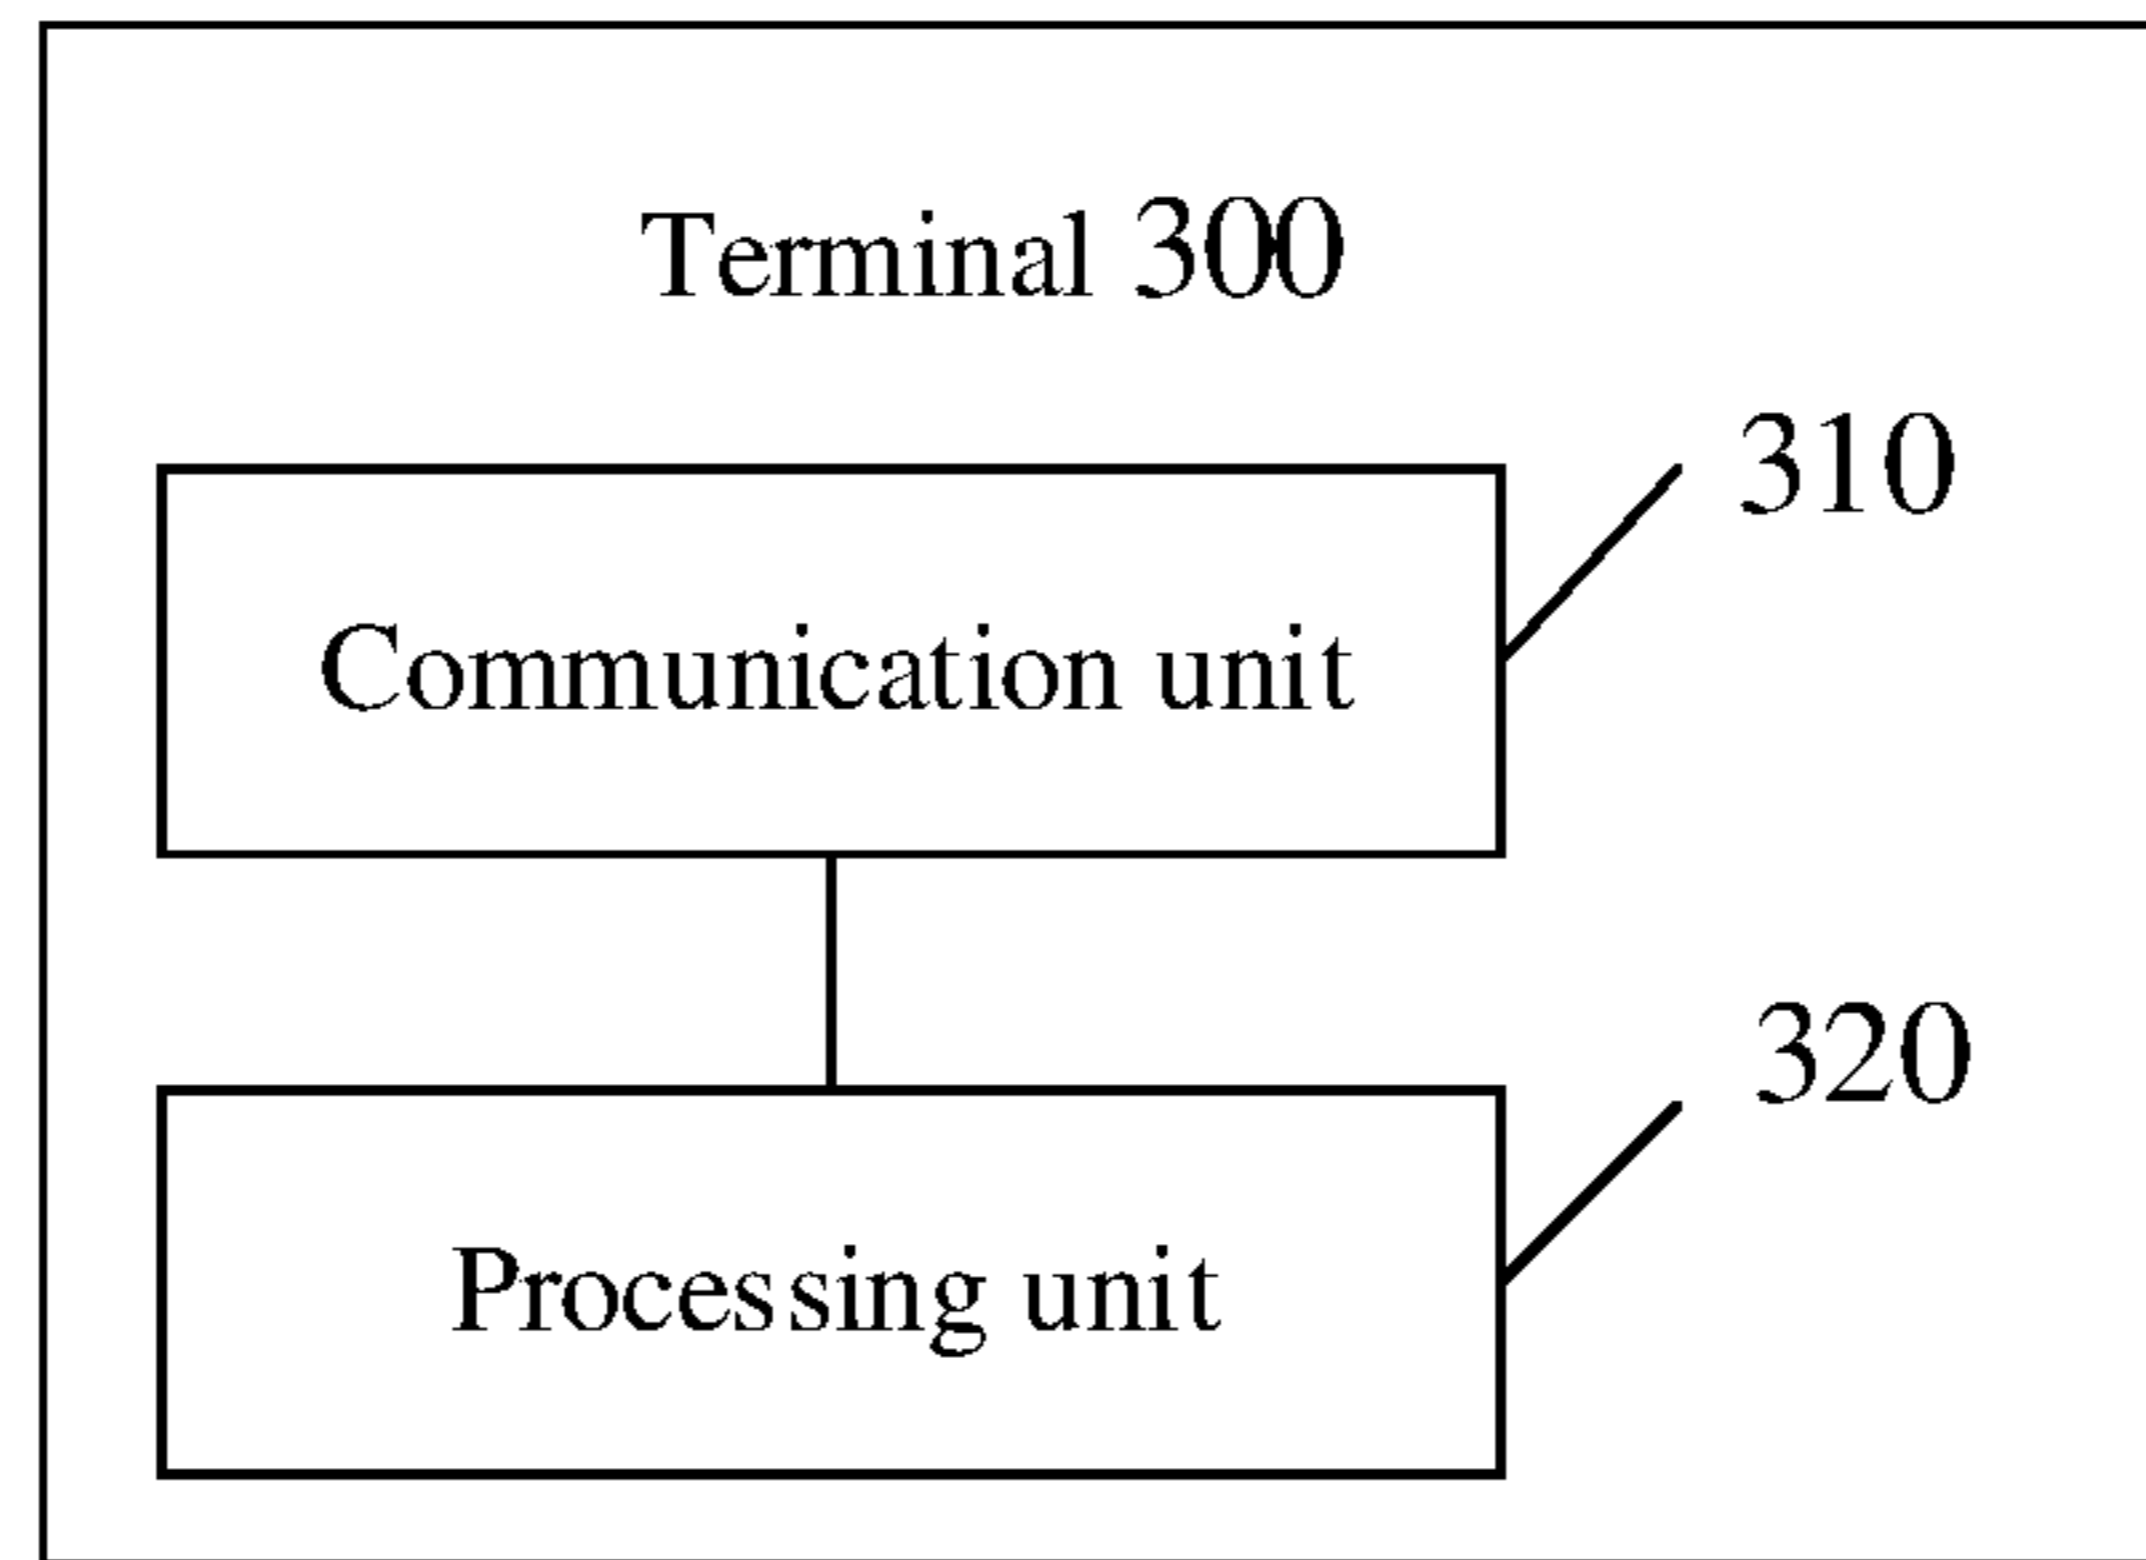 Terminal 300
310
Communication unit
320
Processing unit